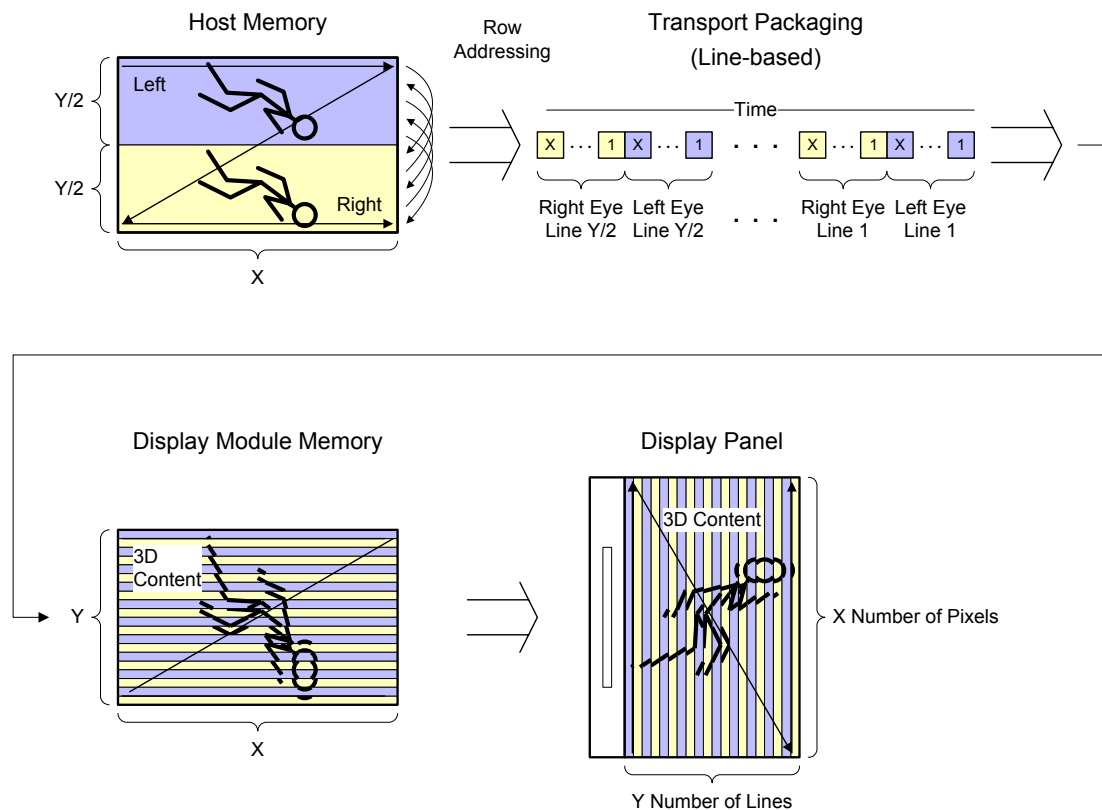 Host Memory
Row
Addressing
Transport Packaging
(Line-based)
Left
Right
Y/2
Y/2
X
Time
X ... 1 X ... 1 . . . X ... 1 X ... 1
Right Eye
Line Y/2
Left Eye
Line Y/2
. . .
Right Eye
Line 1
Left Eye
Line 1
Display Module Memory
3D
Content
Y
X
Display Panel
3D Content
X Number of Pixels
Y Number of Lines